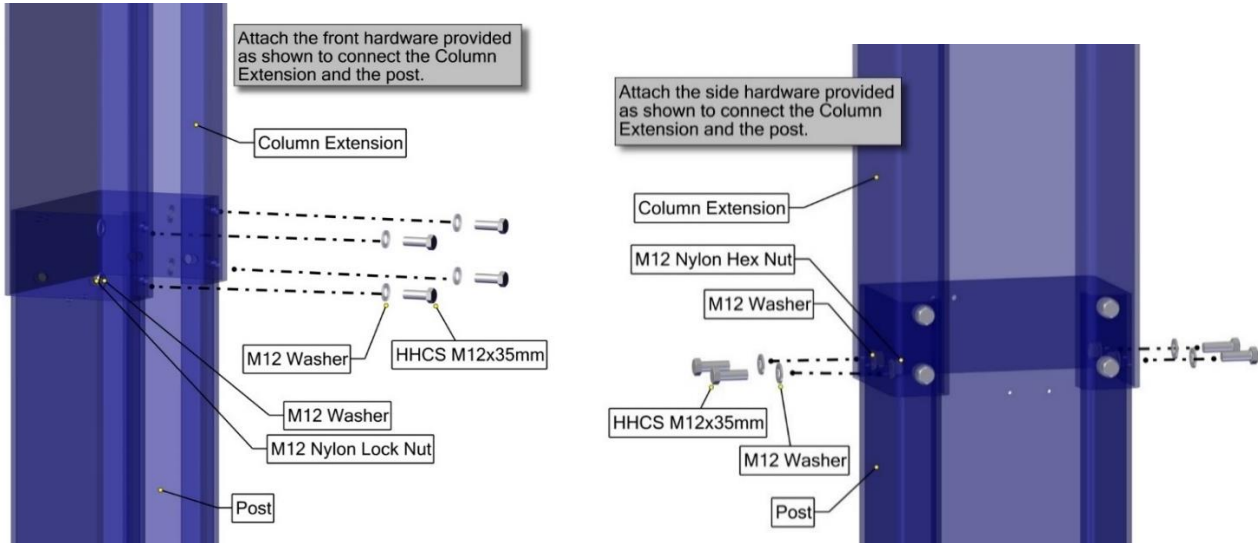 Attach the front hardware provided
as shown to connect the Column
Extension and the post.
Column Extension
M12 Washer
HHCS M12x35mm
M12 Washer
M12 Nylon Lock Nut
Post
Attach the side hardware provided
as shown to connect the Column
Extension and the post.
Column Extension
M12 Nylon Hex Nut
M12 Washer
HHCS M12x35mm
M12 Washer
Post